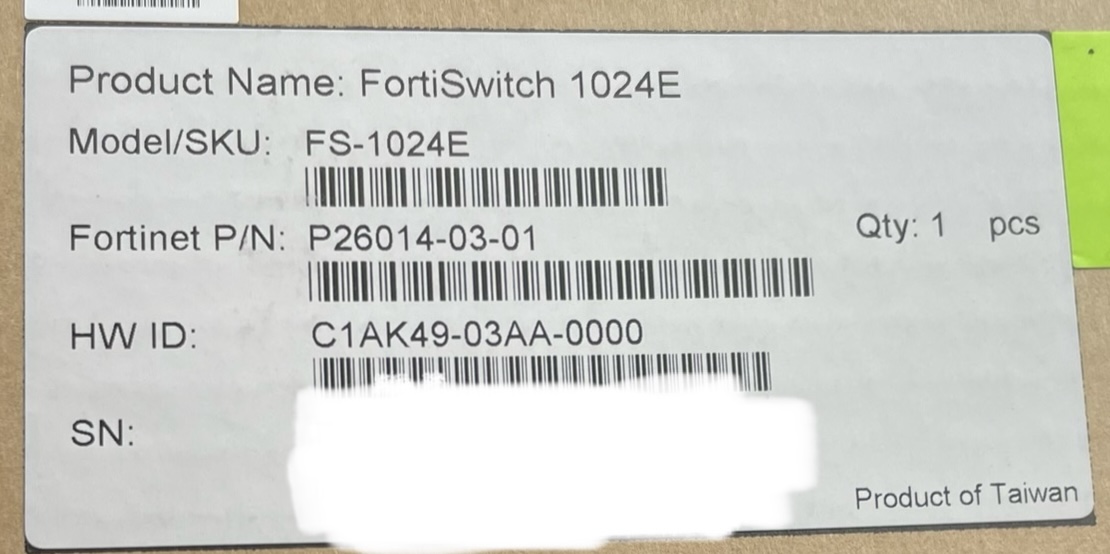 Product Name: FortiSwitch 1024E
Model/SKU: FS-1024E
Fortinet P/N: P26014-03-01
Qty: 1 pcs
HW ID: C1AK49-03AA-0000
SN:
Product of Taiwan